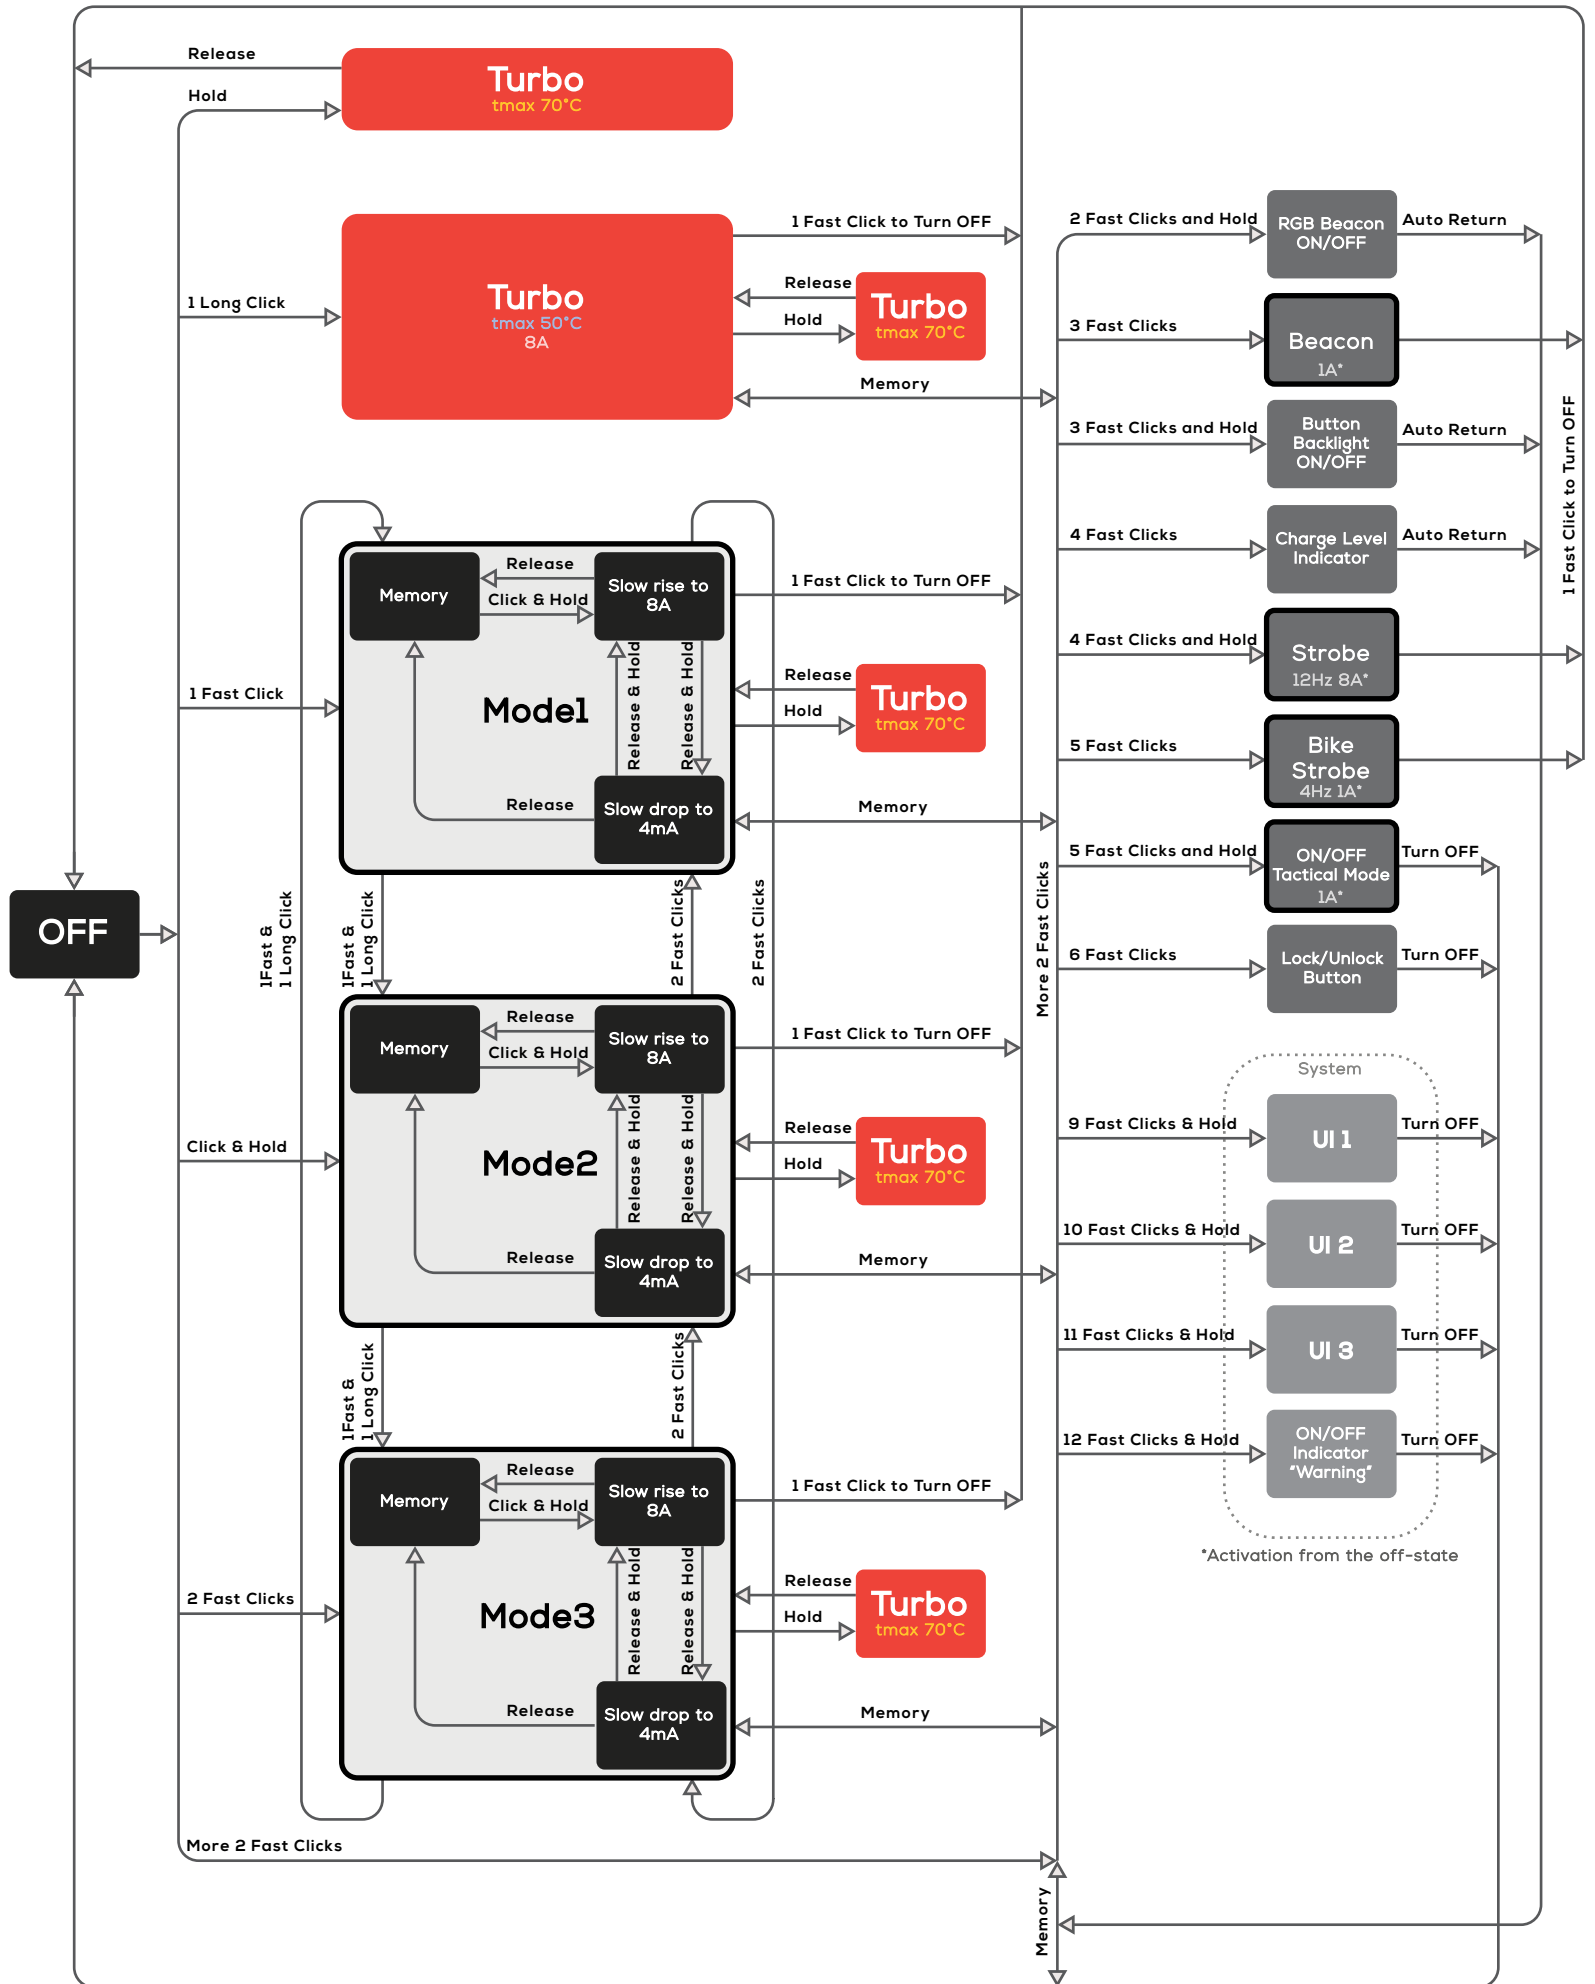 Release
Turbo
tmax 70°C
Hold
1 Long Click
Turbo
tmax 50°C
8A
1 Fast Click to Turn OFF
Release
Hold
Turbo
tmax 70°C
Memory
2 Fast Clicks and Hold
RGB Beacon
ON/OFF
Auto Return
3 Fast Clicks
Beacon
1A*
3 Fast Clicks and Hold
Button
Backlight
ON/OFF
Auto Return
4 Fast Clicks
Charge Level
Indicator
Auto Return
4 Fast Clicks and Hold
Strobe
12Hz 8A*
5 Fast Clicks
Bike
Strobe
4Hz 1A*
5 Fast Clicks and Hold
ON/OFF
Tactical Mode
1A*
Turn OFF
6 Fast Clicks
Lock/Unlock
Button
Turn OFF
1 Fast Click to Turn OFF
More 2 Fast Clicks
System
9 Fast Clicks & Hold
UI 1
Turn OFF
10 Fast Clicks & Hold
UI 2
Turn OFF
11 Fast Clicks & Hold
UI 3
Turn OFF
12 Fast Clicks & Hold
ON/OFF
Indicator
"Warning"
Turn OFF
*Activation from the off-state
1 Fast Click
Memory
Release
Click & Hold
Slow rise to
8A
Release & Hold
Release & Hold
Mode1
Release
Slow drop to
4mA
1 Fast Click to Turn OFF
Release
Hold
Turbo
tmax 70°C
Memory
OFF
1Fast &
1 Long Click
1Fast &
1 Long Click
2 Fast Clicks
2 Fast Clicks
Click & Hold
Memory
Release
Click & Hold
Slow rise to
8A
Release & Hold
Release & Hold
Mode2
Release
Slow drop to
4mA
1 Fast Click to Turn OFF
Release
Hold
Turbo
tmax 70°C
Memory
1Fast &
1 Long Click
2 Fast Clicks
2 Fast Clicks
Memory
Release
Click & Hold
Slow rise to
8A
Release & Hold
Release & Hold
Mode3
Release
Slow drop to
4mA
1 Fast Click to Turn OFF
Release
Hold
Turbo
tmax 70°C
Memory
More 2 Fast Clicks
Memory